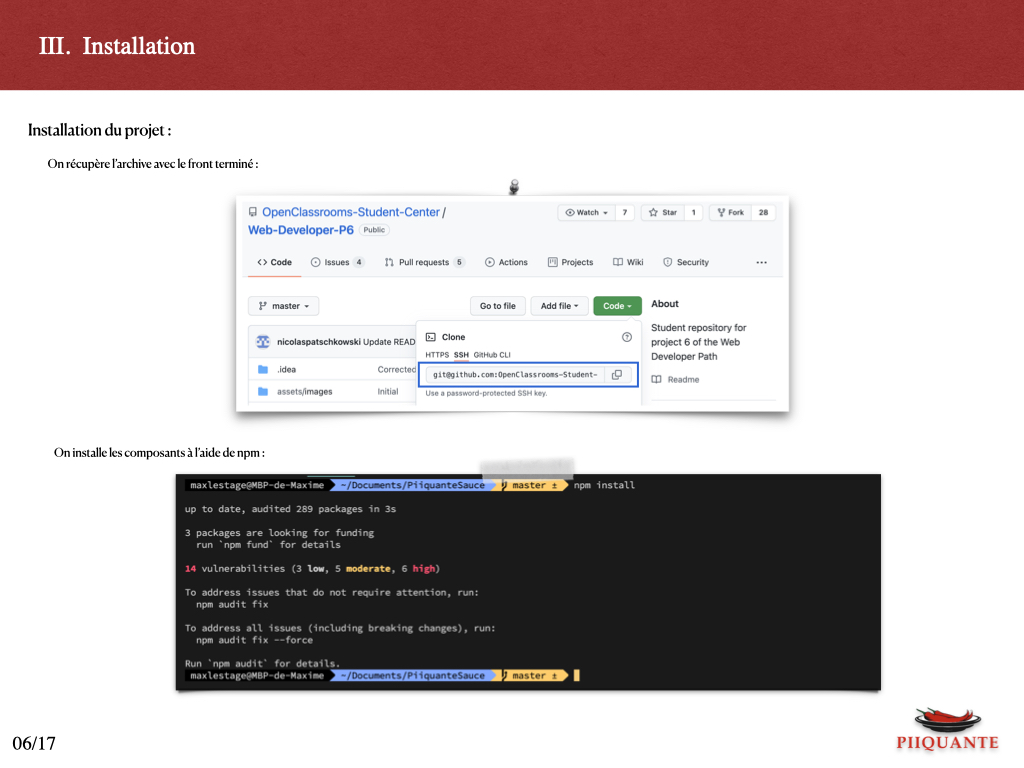 III. Installation
Installation du projet :
On récupère l'archive avec le front terminé :
OpenClassrooms-Student-Center /
Web-Developer-P6 Public
Watch 7 Star 1 Fork 28
Code Issues 4 Pull requests 5 Actions Projects Wiki Security ...
master Go to file Add file Code
About
Student repository for
project 6 of the Web
Developer Path
Readme
nicolaspatschkowski Update READ
.idea Corrected
assets/images Initial
Clone
HTTPS SSH GitHub CLI
git@github.com:OpenClassrooms-Student-
Use a password-protected SSH key.
On installe les composants à l'aide de npm :
maxlestage@MBP-de-Maxime ~/Documents/PiiquanteSauce master ± npm install
up to date, audited 289 packages in 3s
3 packages are looking for funding
run `npm fund` for details
14 vulnerabilities (3 low, 5 moderate, 6 high)
To address issues that do not require attention, run:
npm audit fix
To address all issues (including breaking changes), run:
npm audit fix --force
Run `npm audit` for details.
maxlestage@MBP-de-Maxime ~/Documents/PiiquanteSauce master ±
06/17
PIIQUANTE